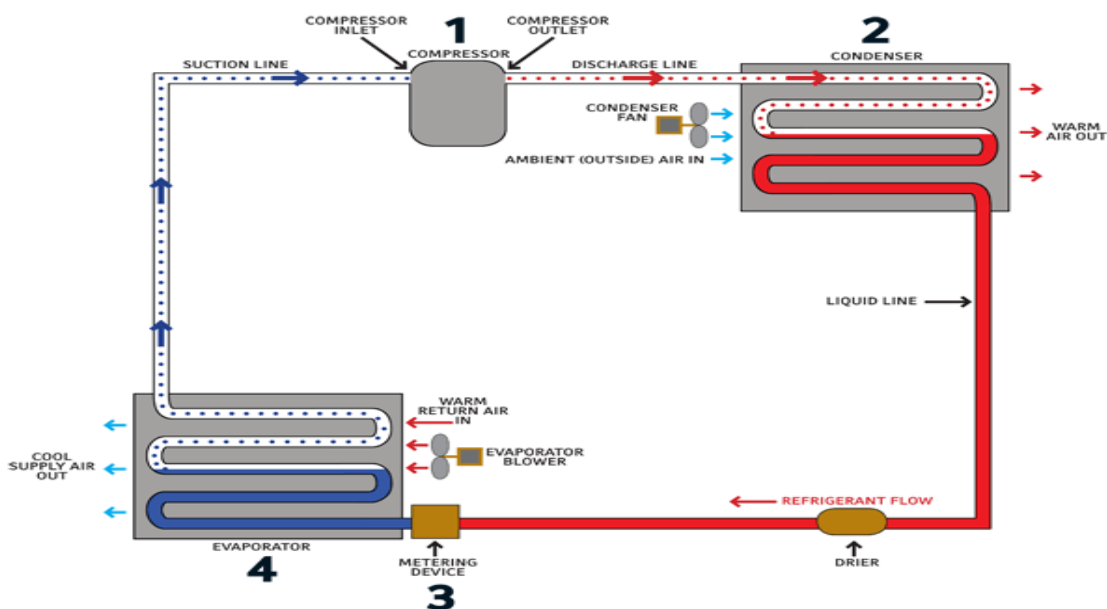 COMPRESSOR
INLET
1
COMPRESSOR
OUTLET
COMPRESSOR
2
CONDENSER
SUCTION LINE
DISCHARGE LINE
CONDENSER
FAN
AMBIENT (OUTSIDE) AIR IN
WARM
AIR OUT
LIQUID LINE
WARM
RETURN AIR
IN
EVAPORATOR
BLOWER
COOL
SUPPLY AIR
OUT
REFRIGERANT FLOW
EVAPORATOR
4
METERING
DEVICE
3
DRIER